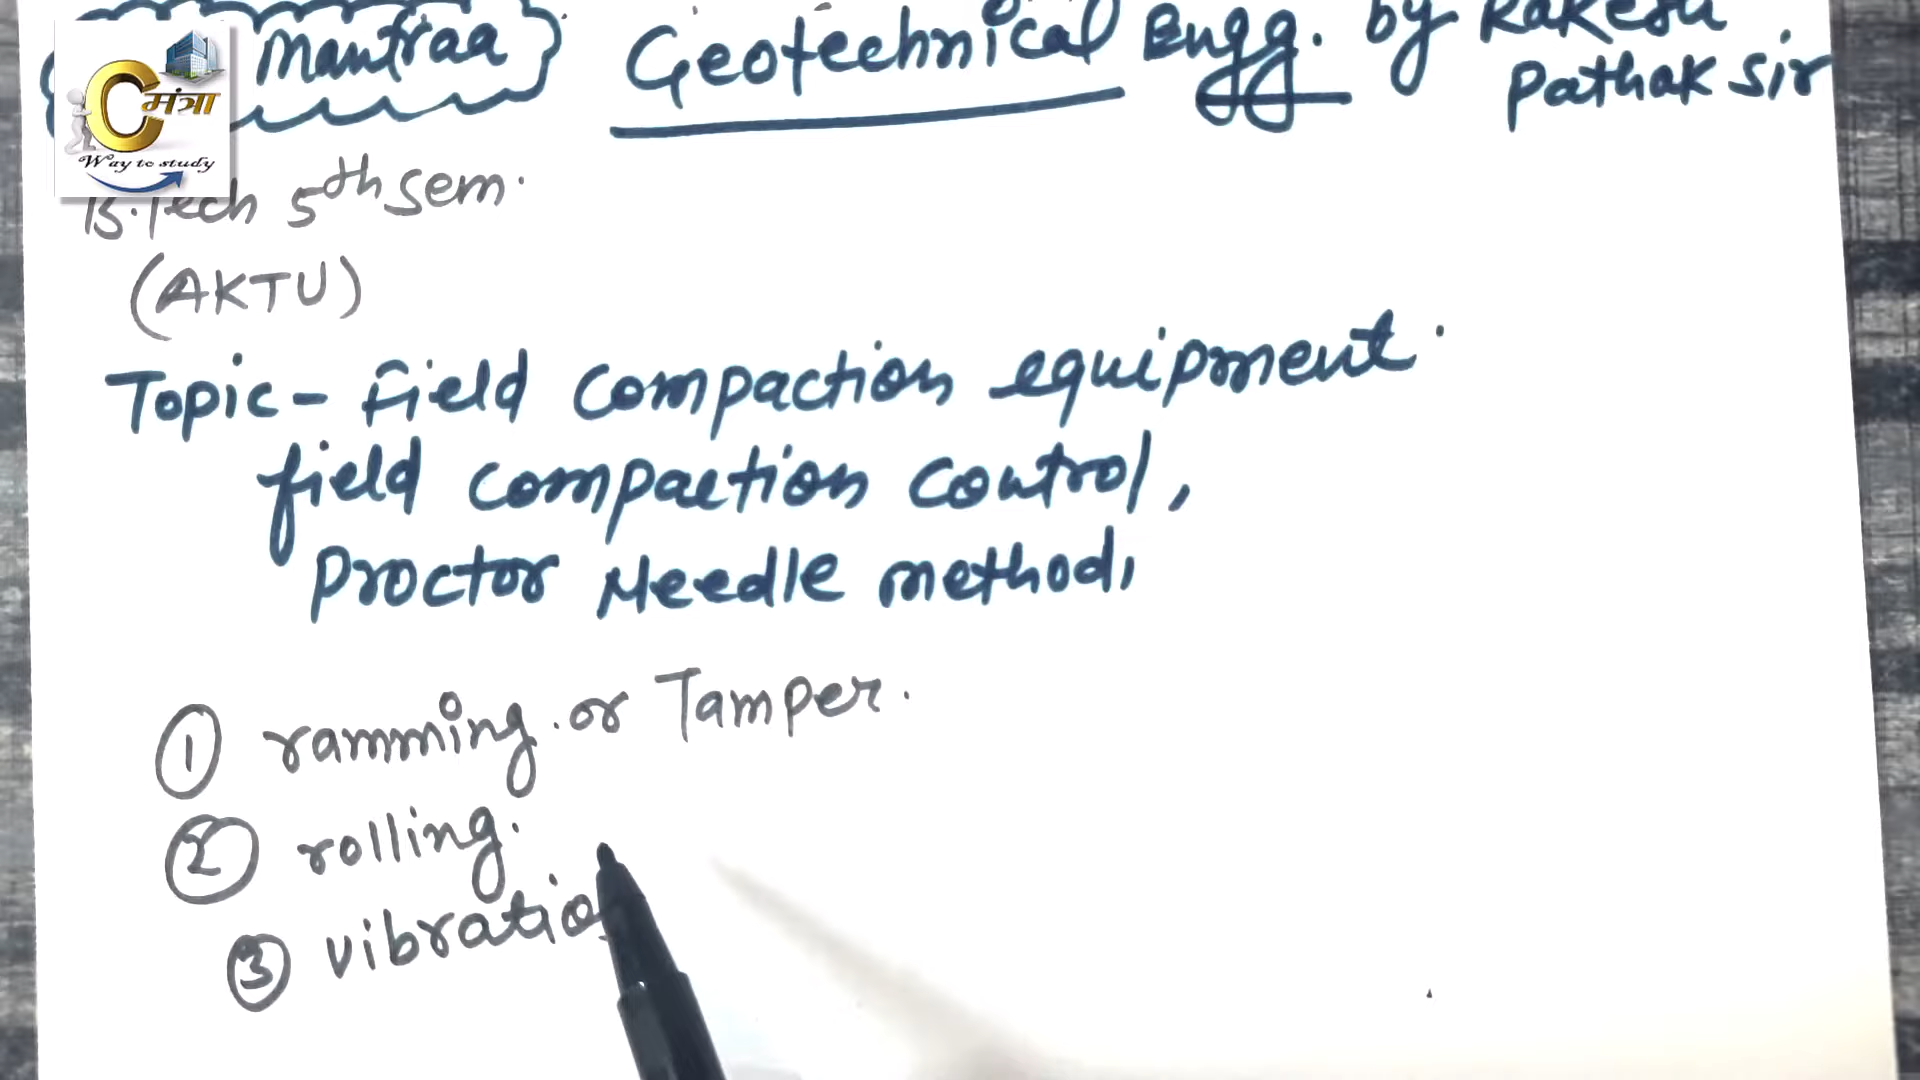 Mantraa Geotechnical Engg. by Rakesh
Pathak Sir
C मंत्रा
Way to study
B.Tech 5th Sem.
(AKTU)
Topic - Field Compaction equipment.
field compaction control,
Proctor Needle method,
① ramming. or Tamper.
② rolling.
③ vibratio